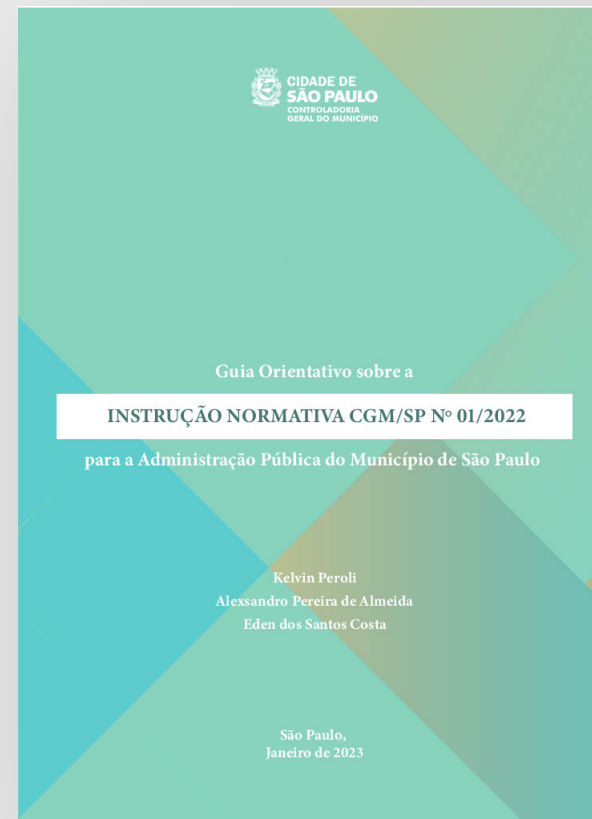 CIDADE DE
SÃO PAULO
CONTROLADORIA
GERAL DO MUNICÍPIO
Guia Orientativo sobre a
INSTRUÇÃO NORMATIVA CGM/SP Nº 01/2022
para a Administração Pública do Município de São Paulo
Kelvin Peroli
Alexsandro Pereira de Almeida
Eden dos Santos Costa
São Paulo,
Janeiro de 2023